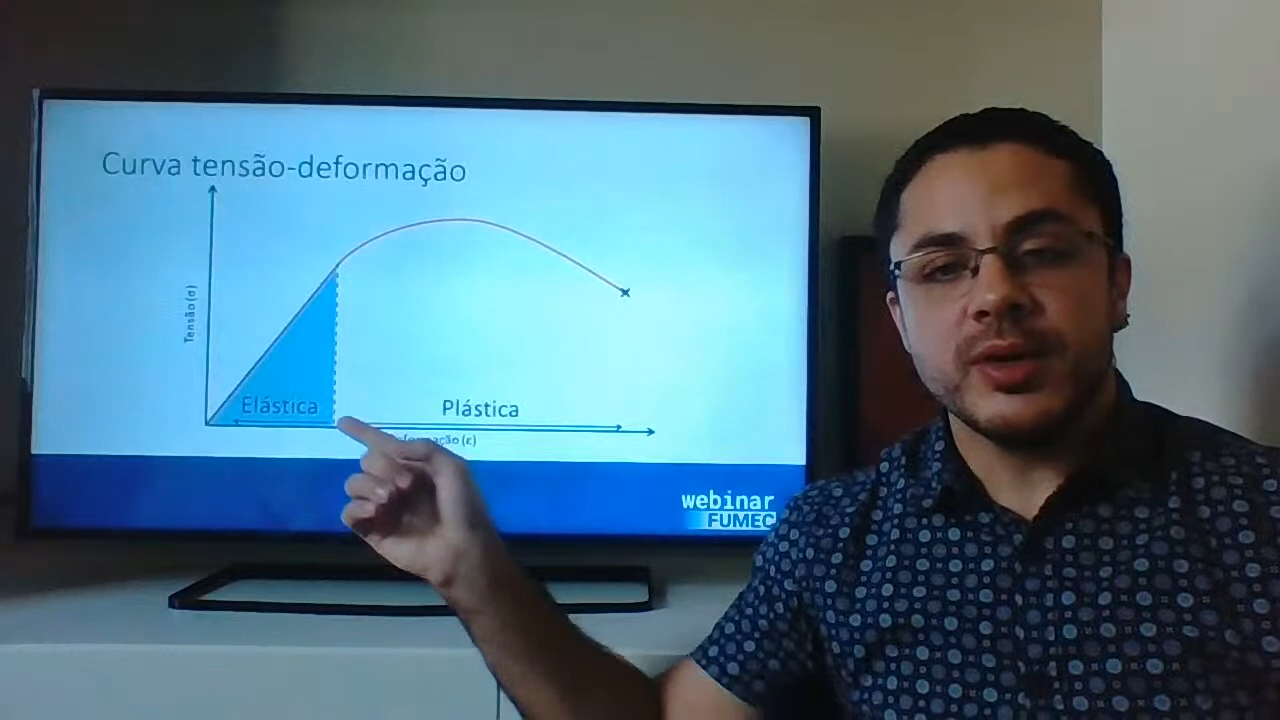 Curva tensão-deformação
Tensão (σ)
Elástica
Plástica
(ε)
webinar
FUMEC